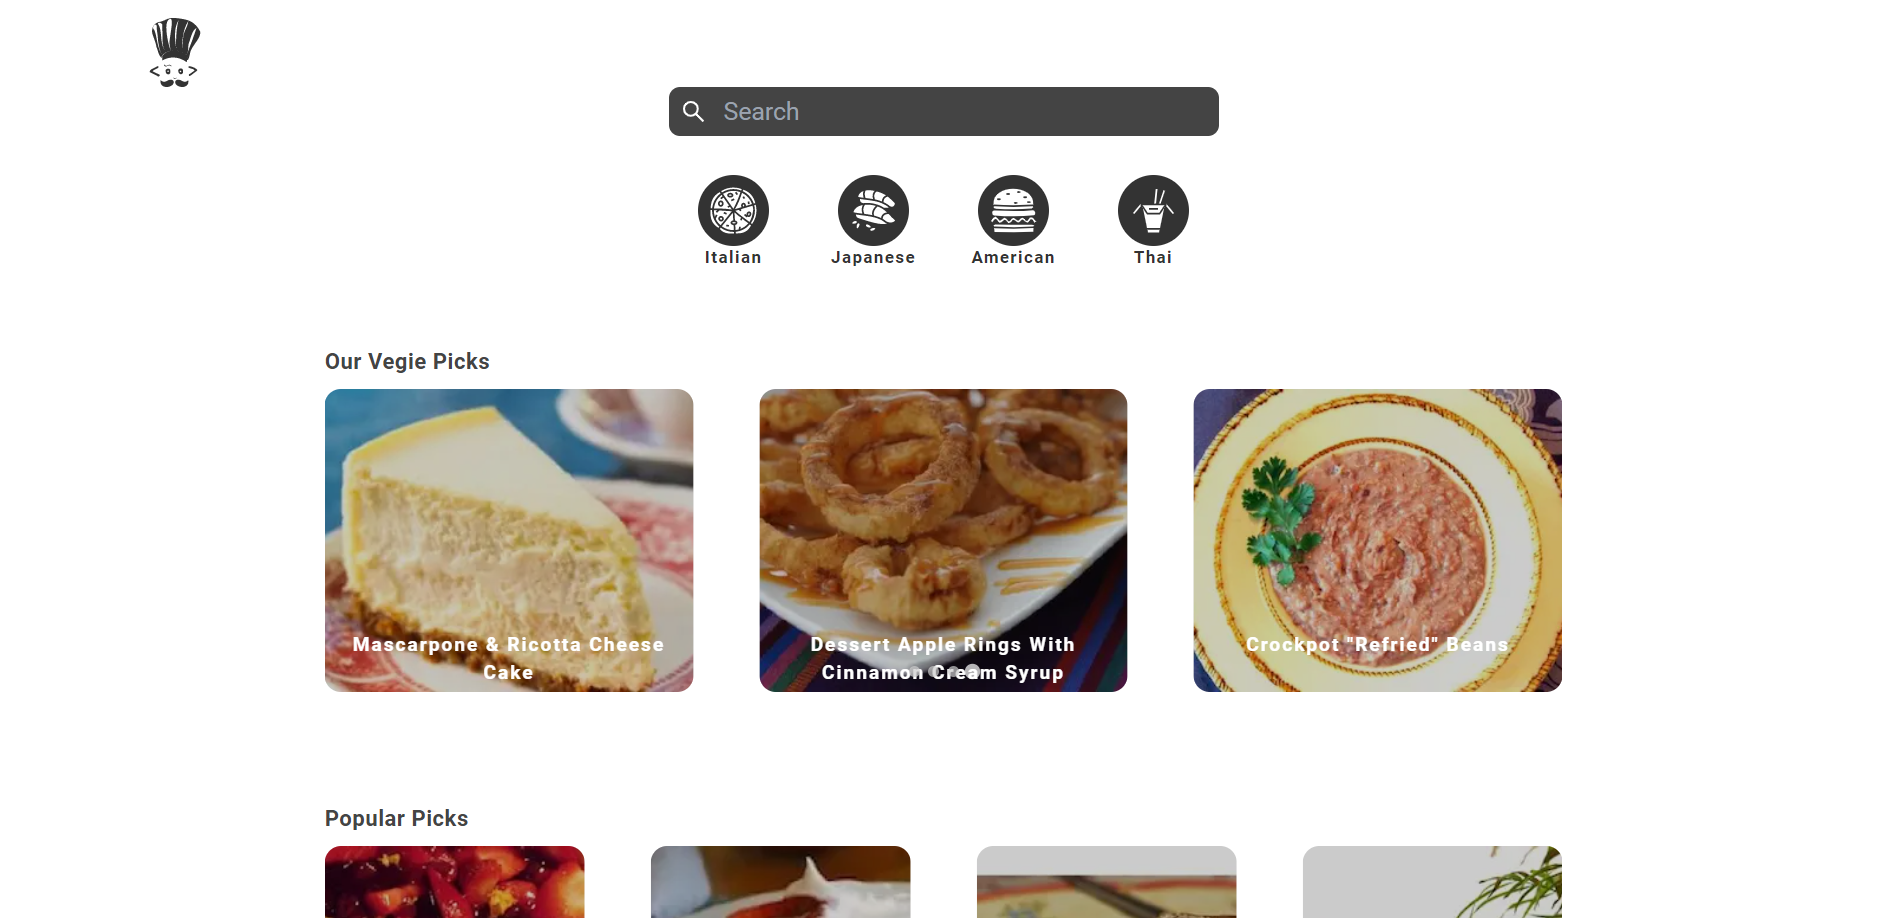 Search
Italian
Japanese
American
Thai
Our Vegie Picks
Mascarpone & Ricotta Cheese
Cake
Dessert Apple Rings With
Cinnamon Cream Syrup
Crockpot "Refried" Beans
Popular Picks